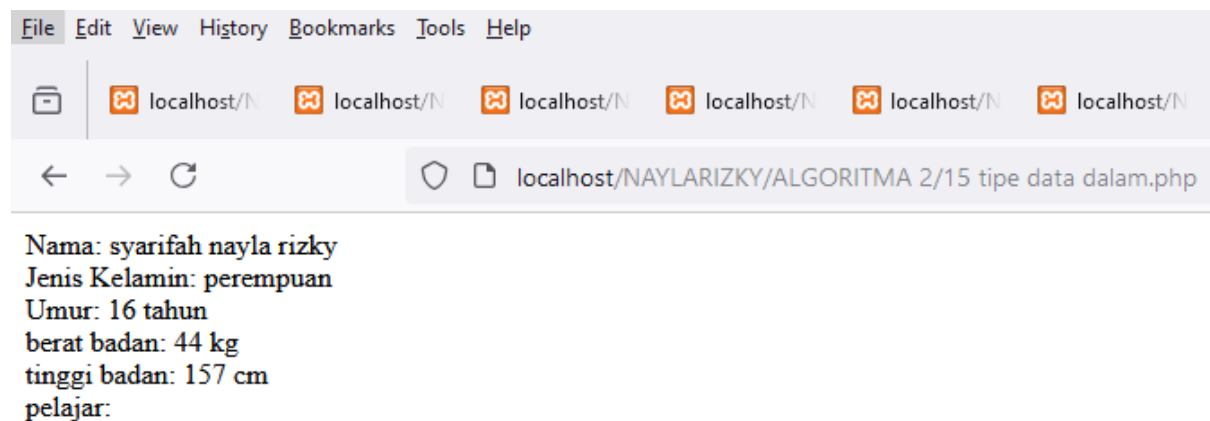 File Edit View History Bookmarks Tools Help
localhost/N localhost/N localhost/N localhost/N localhost/N localhost/N
localhost/NAYLARIZKY/ALGORITMA 2/15 tipe data dalam.php
Nama: syarifah nayla rizky
Jenis Kelamin: perempuan
Umur: 16 tahun
berat badan: 44 kg
tinggi badan: 157 cm
pelajar: